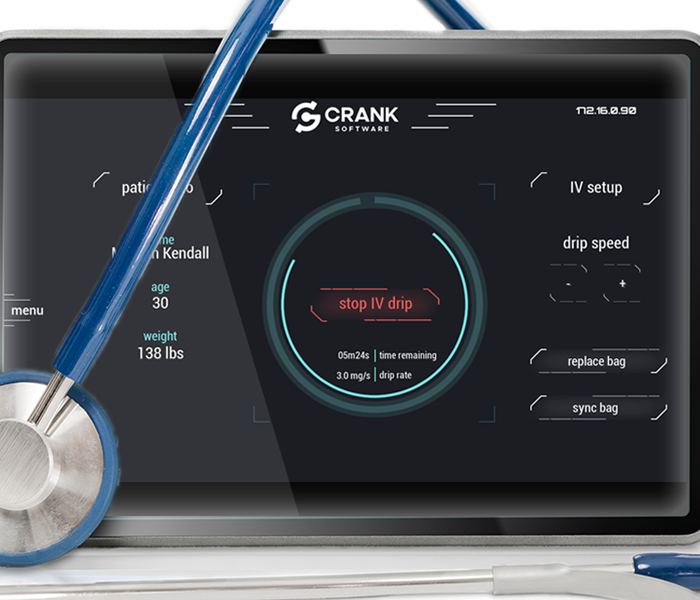 CRANK
SOFTWARE
172.16.0.90
IV setup
Kendall
age
30
weight
138 lbs
menu
stop IV drip
05m24s time remaining
3.0 mg/s drip rate
drip speed
- +
replace bag
sync bag